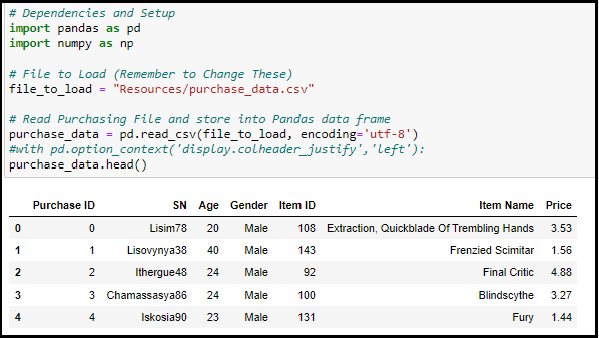 # Dependencies and Setup
import pandas as pd
import numpy as np
# File to Load (Remember to Change These)
file_to_load = "Resources/purchase_data.csv"
# Read Purchasing File and store into Pandas data frame
purchase_data = pd.read_csv(file_to_load, encoding='utf-8')
#with pd.option_context('display.colheader_justify','left'):
purchase_data.head()
Purchase ID SN Age Gender Item ID Item Name Price
0 0 Lisim78 20 Male 108 Extraction, Quickblade Of Trembling Hands 3.53
1 1 Lisovynya38 40 Male 143 Frenzied Scimitar 1.56
2 2 Ithergue48 24 Male 92 Final Critic 4.88
3 3 Chamassasya86 24 Male 100 Blindscythe 3.27
4 4 Iskosia90 23 Male 131 Fury 1.44